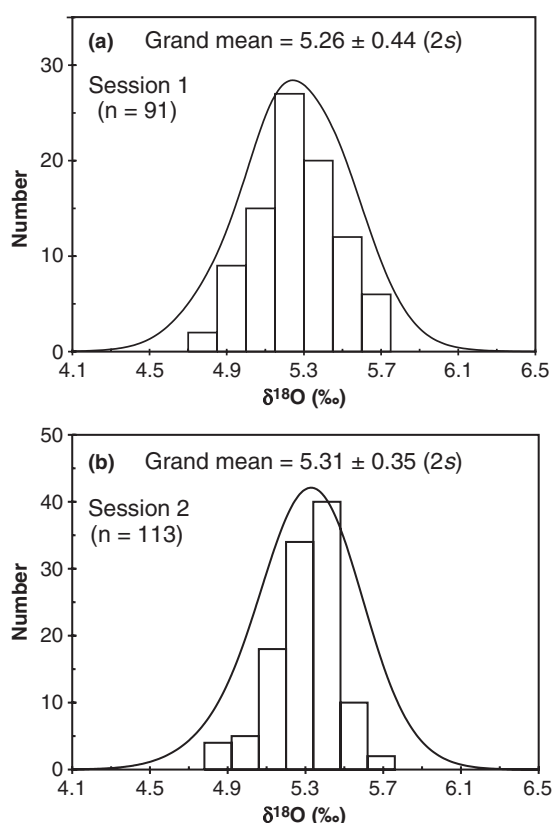 (a) Grand mean = 5.26 ± 0.44 (2s)
Session 1
(n = 91)
30
20
10
0
Number
4.1 4.5 4.9 5.3 5.7 6.1 6.5
δ¹⁸O (‰)
(b) Grand mean = 5.31 ± 0.35 (2s)
Session 2
(n = 113)
50
40
30
20
10
0
Number
4.1 4.5 4.9 5.3 5.7 6.1 6.5
δ¹⁸O (‰)